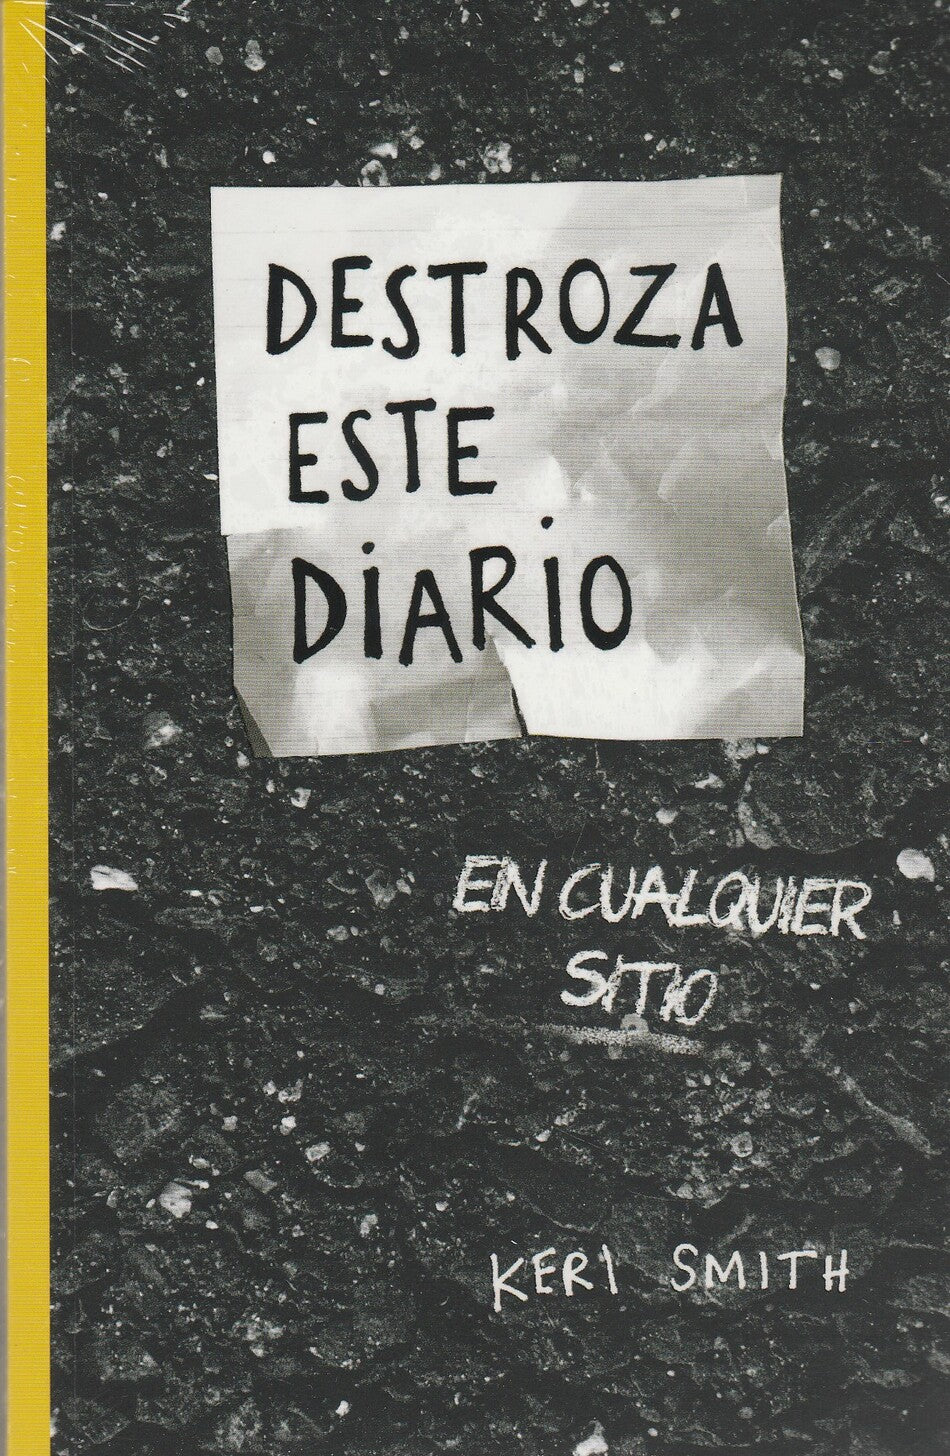 DESTROZA
ESTE
DIARIO
EN CUALQUIER
SITIO
KERI SMITH